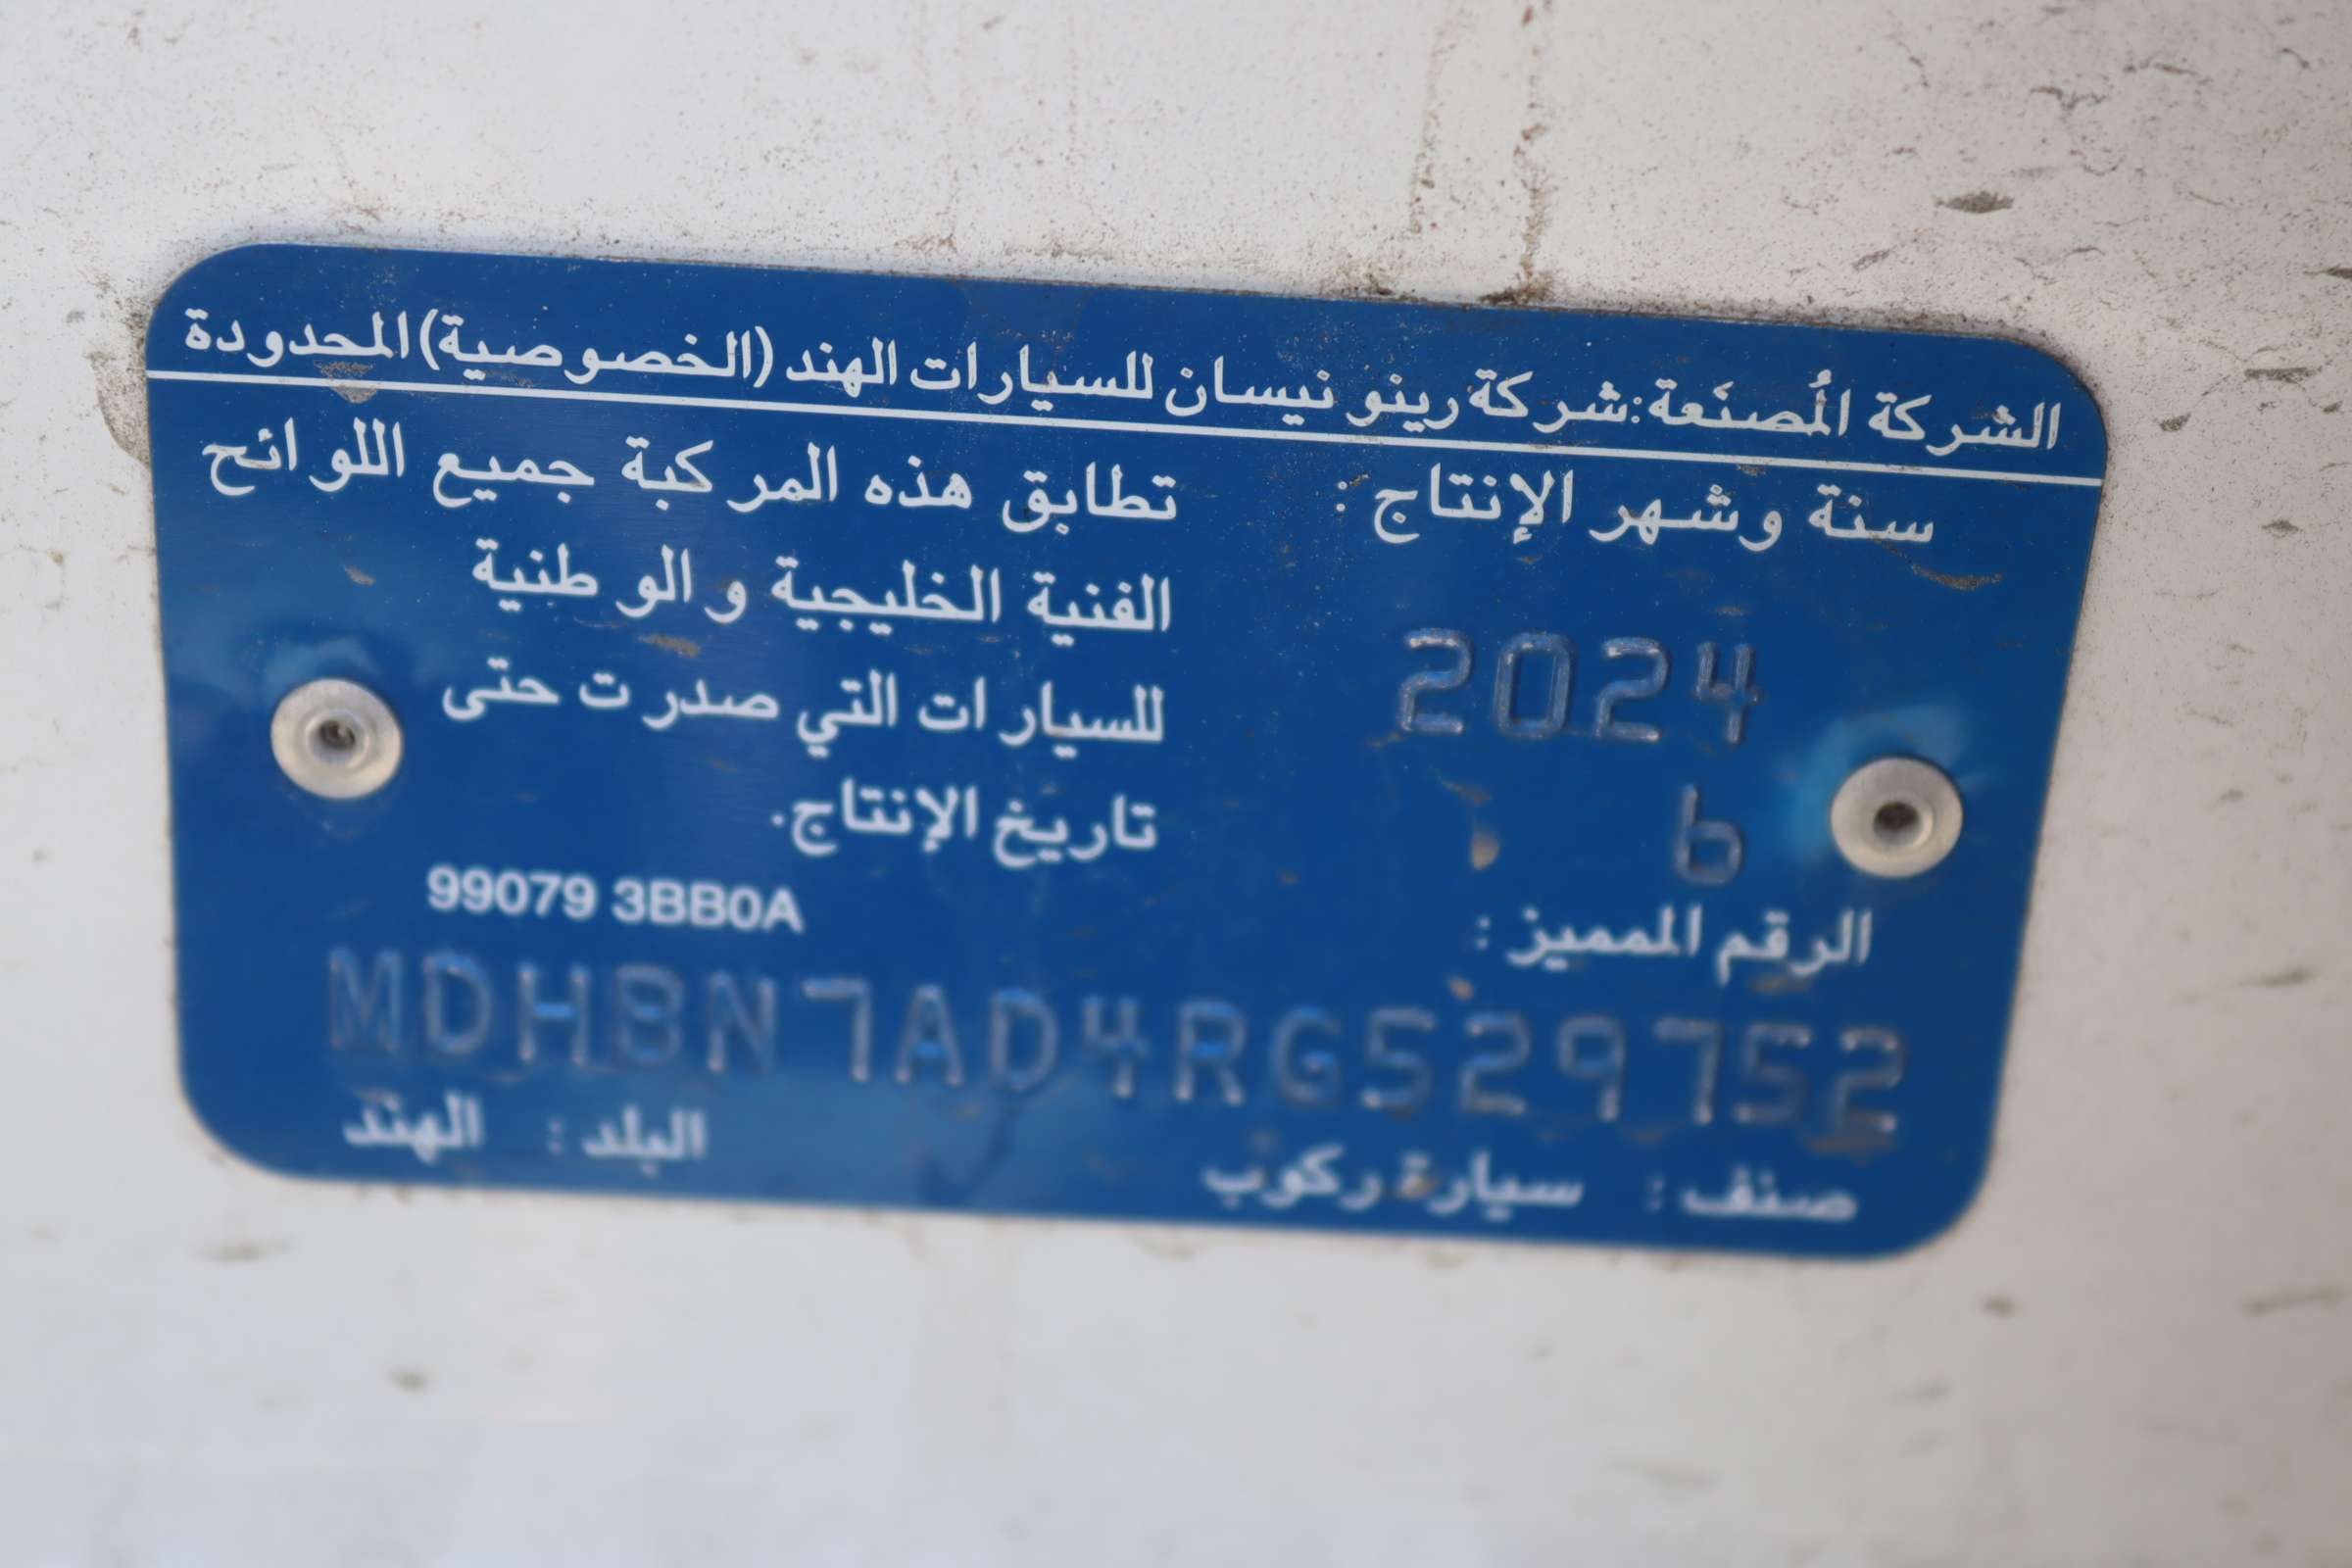 الشركة المُصنَعة:شركة رينو نيسان للسيارات الهند (الخصوصية) المحدودة
سنة وشهر الإنتاج :
2024
6
تطابق هذه المركبة جميع اللوائح
الفنية الخليجية والوطنية
للسيارات التي صدرت حتى
تاريخ الإنتاج.
99079 3BB0A
الرقم المميز :
MDHBN7AD4RG529752
صنف : سيارة ركوب
البلد : الهند